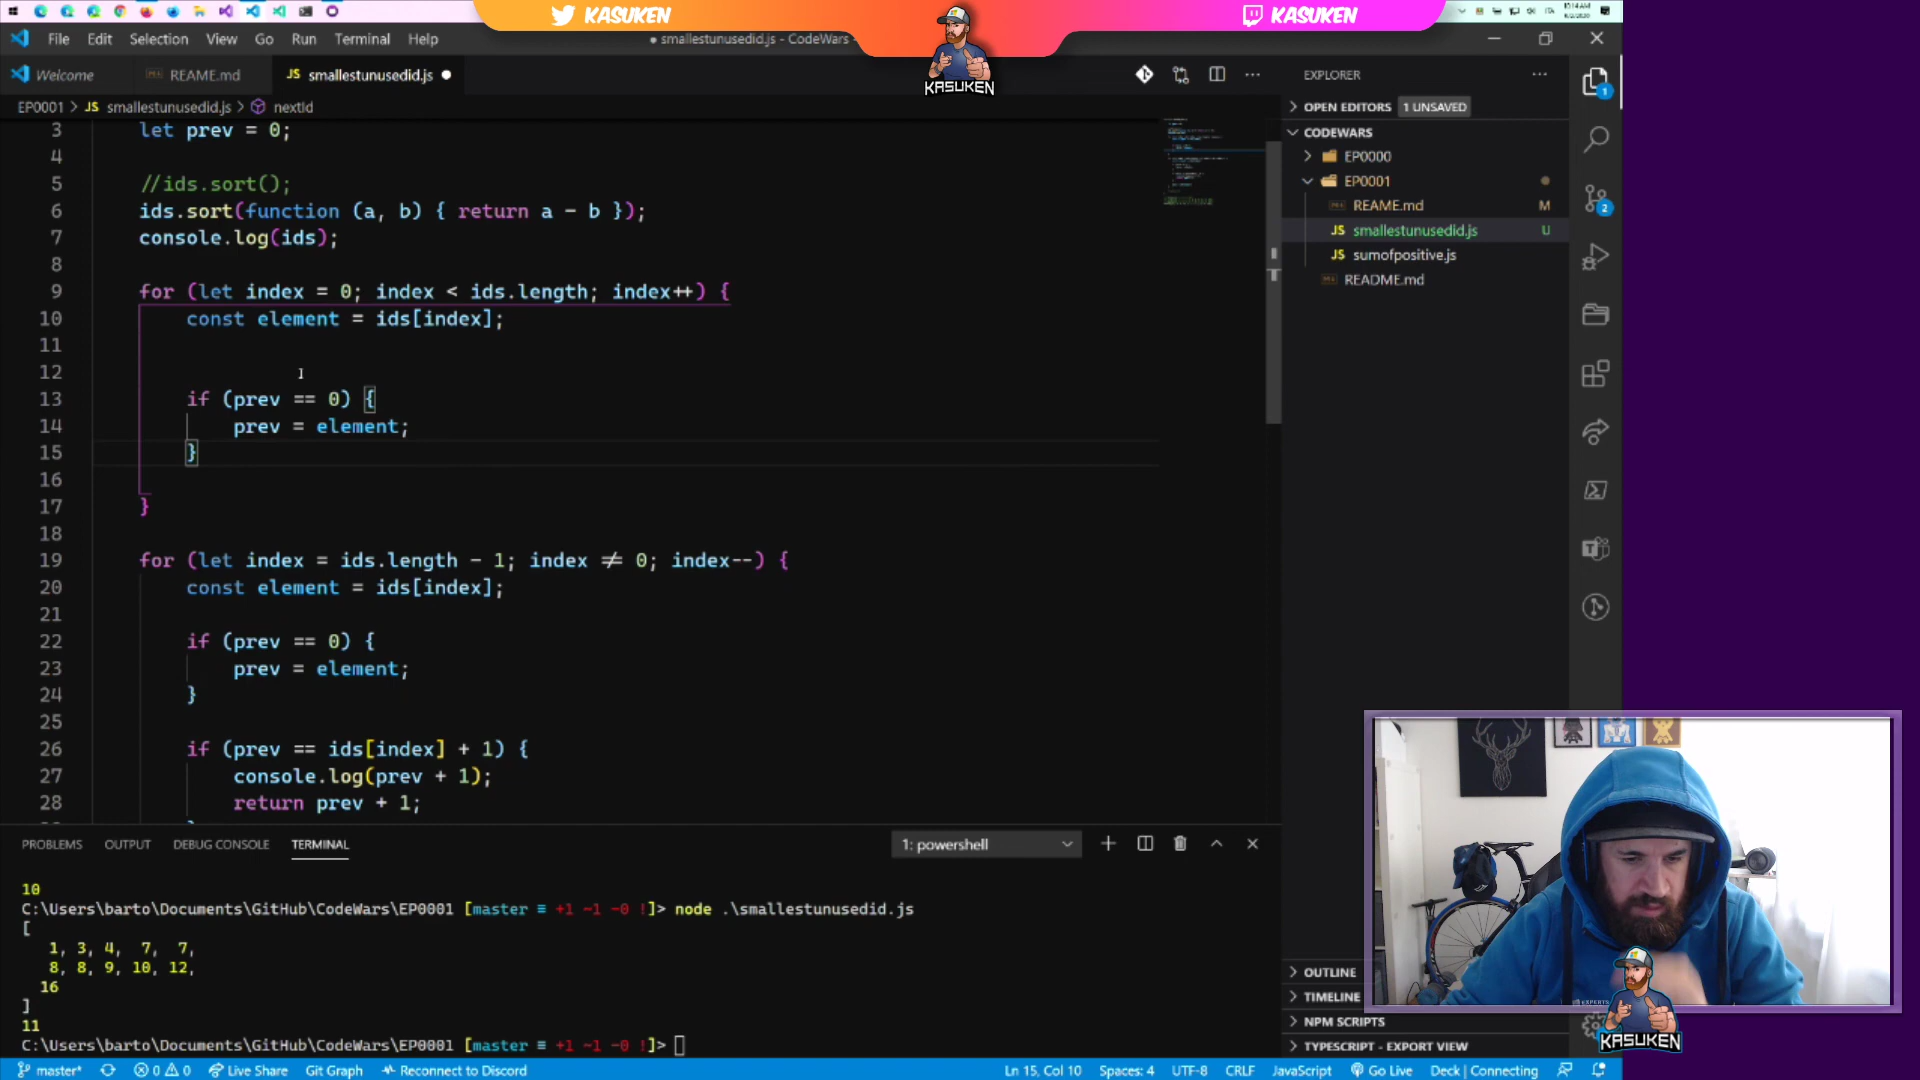 KASUKEN
KASUKEN
KASUKEN
File Edit Selection View Go Run Terminal Help
● smallestunusedid.js - CodeWars -
Welcome
REAME.md
JS smallestunusedid.js ●
EP0001 > JS smallestunusedid.js > nextId
3 let prev = 0;
4
5 //ids.sort();
6 ids.sort(function (a, b) { return a - b });
7 console.log(ids);
8
9 for (let index = 0; index < ids.length; index++) {
10 const element = ids[index];
11
12
13 if (prev == 0) {
14 prev = element;
15 }
16
17 }
18
19 for (let index = ids.length - 1; index ≠ 0; index--) {
20 const element = ids[index];
21
22 if (prev == 0) {
23 prev = element;
24 }
25
26 if (prev == ids[index] + 1) {
27 console.log(prev + 1);
28 return prev + 1;
EXPLORER
OPEN EDITORS 1 UNSAVED
CODEWARS
EP0000
EP0001
REAME.md M
JS smallestunusedid.js U
JS sumofpositive.js
README.md
1
2
OUTLINE
TIMELINE
NPM SCRIPTS
TYPESCRIPT - EXPORT VIEW
PROBLEMS OUTPUT DEBUG CONSOLE TERMINAL
1: powershell
10
C:\Users\barto\Documents\GitHub\CodeWars\EP0001 [master ≡ +1 ~1 -0 !]> node .\smallestunusedid.js
[
1, 3, 4, 7, 7,
8, 8, 9, 10, 12,
16
]
11
C:\Users\barto\Documents\GitHub\CodeWars\EP0001 [master ≡ +1 ~1 -0 !]>
KASUKEN
master* 0 0 Live Share Git Graph Reconnect to Discord
Ln 15, Col 10 Spaces: 4 UTF-8 CRLF JavaScript Go Live Deck | Connecting